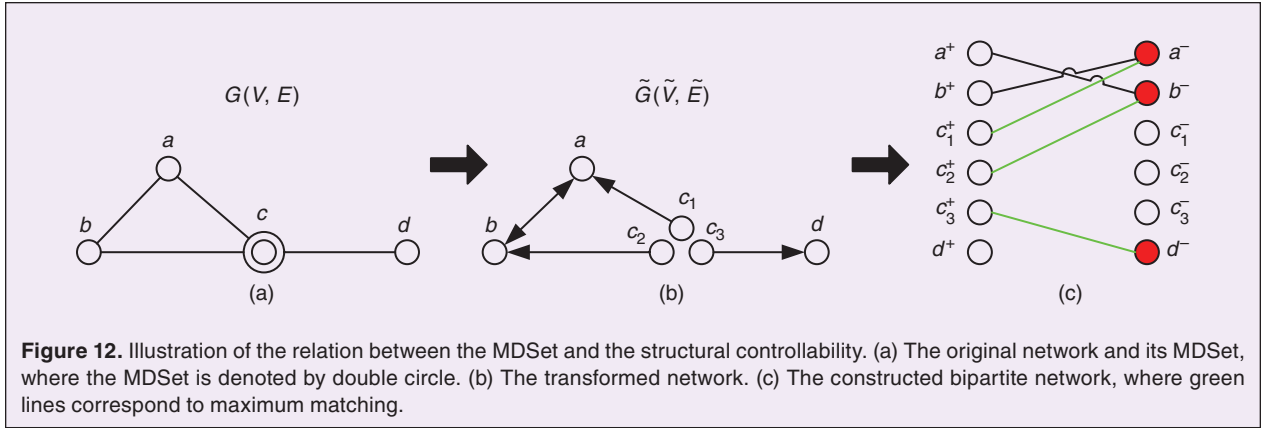 G(V, E)
a
b
c
d
(a)
G̃(Ṽ, Ẽ)
a
b
c₁
c₂
c₃
d
(b)
a⁺
b⁺
c₁⁺
c₂⁺
c₃⁺
d⁺
a⁻
b⁻
c₁⁻
c₂⁻
c₃⁻
d⁻
(c)
Figure 12. Illustration of the relation between the MDSet and the structural controllability. (a) The original network and its MDSet,
where the MDSet is denoted by double circle. (b) The transformed network. (c) The constructed bipartite network, where green
lines correspond to maximum matching.